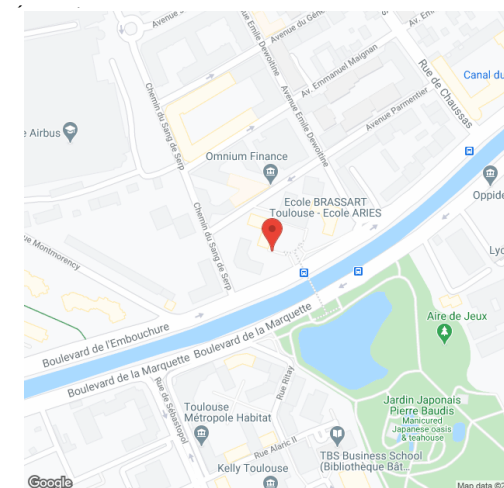 Avenue du Géné
Av. Emmanuel Maignan
Avenue Emile Dewoitine
Rue de Chaussas
Canal du
Chemin du Sang de Serp
Avenue Parmentier
e Airbus
Omnium Finance
Ecole BRASSART
Toulouse - Ecole ARIES
Oppide
Chemin du Sang de Serp
Avenue Montmorency
Lyc
Boulevard de l'Embouchure
Boulevard de la Marquette
Boulevard de la Marquette
Aire de Jeux
Rue de Sébastopol
Rue Ritay
Toulouse
Métropole Habitat
Jardin Japonais
Pierre Baudis
Manicured
Japanese oasis
& teahouse
Rue Alaric II
TBS Business School
(Bibliothèque Bât...
Kelly Toulouse
Google
Map data ©